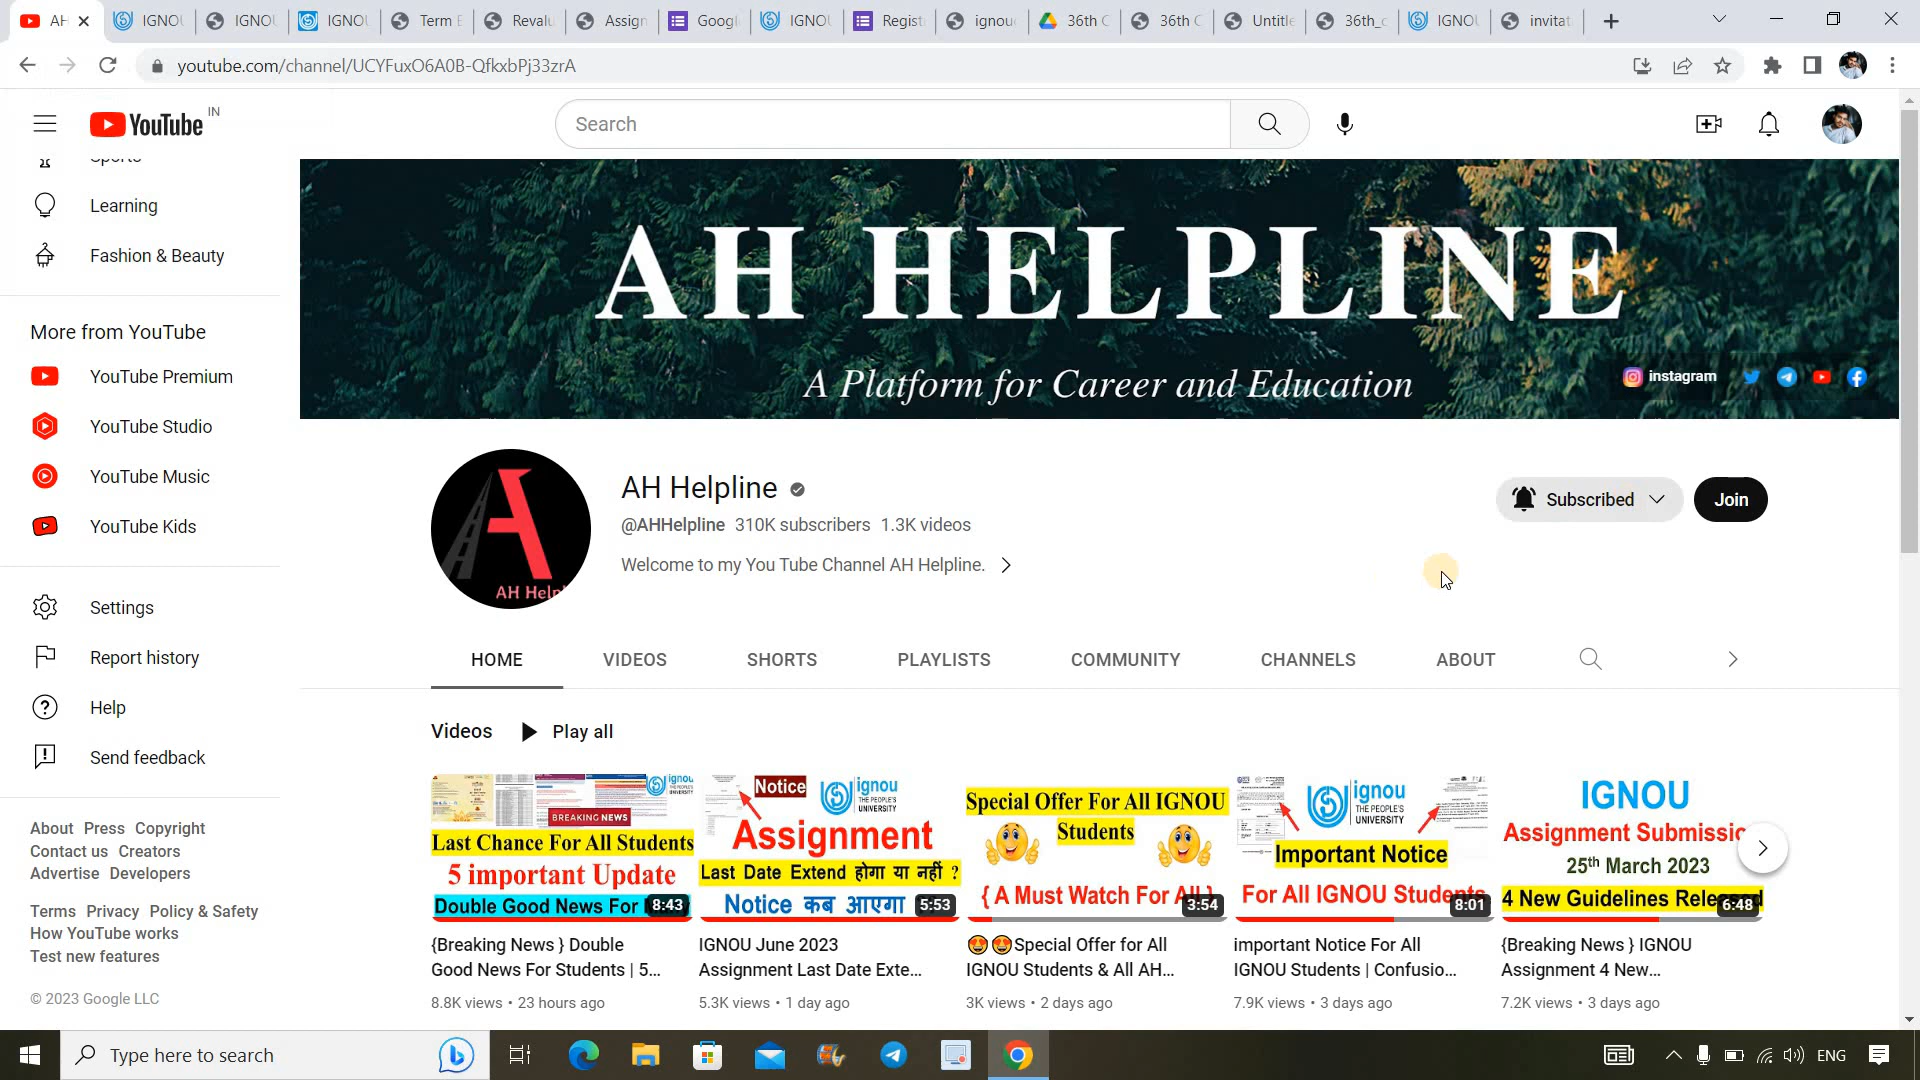 AH
IGNOU
IGNOU
IGNOU
Term E
Revalu
Assign
Google
IGNOU
Regist
ignou
36th C
36th C
Untitle
36th_c
IGNOU
invitat
youtube.com/channel/UCYFuxO6A0B-QfkxbPj33zrA
YouTube IN
Search
Sports
Learning
Fashion & Beauty
More from YouTube
YouTube Premium
YouTube Studio
YouTube Music
YouTube Kids
Settings
Report history
Help
Send feedback
About Press Copyright
Contact us Creators
Advertise Developers
Terms Privacy Policy & Safety
How YouTube works
Test new features
© 2023 Google LLC
AH HELPLINE
A Platform for Career and Education
instagram
AH Help
AH Helpline
@AHHelpline 310K subscribers 1.3K videos
Welcome to my You Tube Channel AH Helpline.
Subscribed
Join
HOME VIDEOS SHORTS PLAYLISTS COMMUNITY CHANNELS ABOUT
Videos Play all
ignou
THE PEOPLE'S
UNIVERSITY
BREAKING NEWS
Last Chance For All Students
5 important Update
Double Good News For
8:43
{Breaking News } Double
Good News For Students | 5...
8.8K views • 23 hours ago
Notice
ignou
THE PEOPLE'S
UNIVERSITY
Assignment
Last Date Extend होगा या नहीं ?
Notice कब आएगा
5:53
IGNOU June 2023
Assignment Last Date Exte...
5.3K views • 1 day ago
Special Offer For All IGNOU
Students
{ A Must Watch For All }
3:54
😍😍Special Offer for All
IGNOU Students & All AH...
3K views • 2 days ago
ignou
THE PEOPLE'S
UNIVERSITY
Important Notice
For All IGNOU Students
8:01
important Notice For All
IGNOU Students | Confusio...
7.9K views • 3 days ago
IGNOU
Assignment Submissio
25th March 2023
4 New Guidelines Released
6:48
{Breaking News } IGNOU
Assignment 4 New...
7.2K views • 3 days ago
Type here to search
ENG